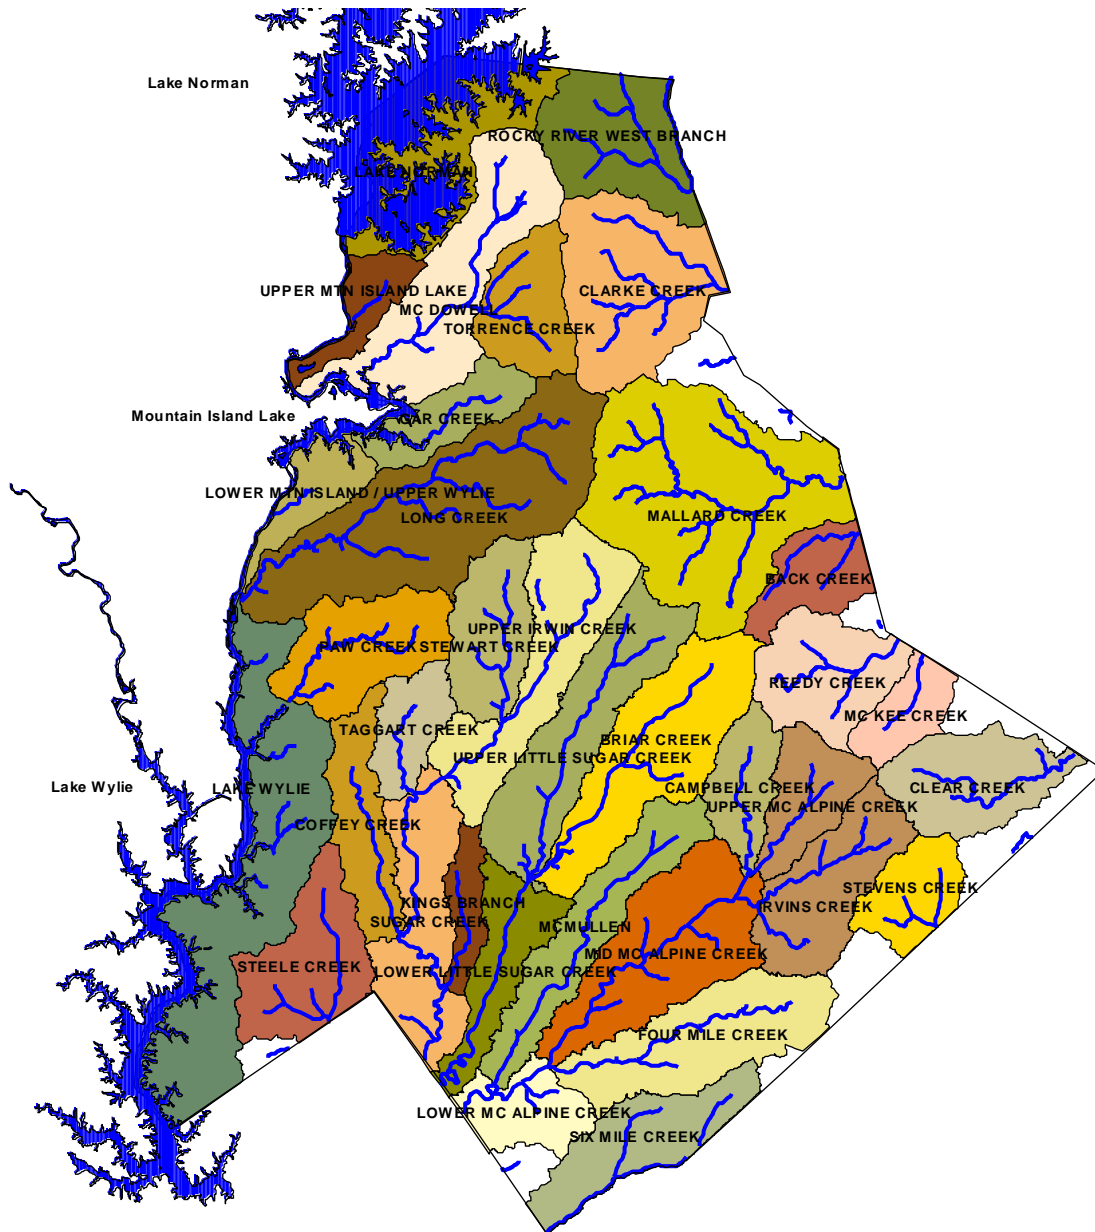 Lake Norman
ROCKY RIVER WEST BRANCH
LAKE NORMAN
UPPER MTN ISLAND LAKE
CLARKE CREEK
MC DOWELL
TORRENCE CREEK
Mountain Island Lake
GAR CREEK
LOWER MTN ISLAND / UPPER WYLIE
LONG CREEK
MALLARD CREEK
BACK CREEK
UPPER IRWIN CREEK
PAW CREEK
STEWART CREEK
REEDY CREEK
MC KEE CREEK
TAGGART CREEK
BRIAR CREEK
UPPER LITTLE SUGAR CREEK
Lake Wylie
LAKE WYLIE
CAMPBELL CREEK
CLEAR CREEK
UPPER MC ALPINE CREEK
COFFEY CREEK
STEVENS CREEK
KINGS BRANCH
IRVINS CREEK
SUGAR CREEK
MCMULLEN
MID MC ALPINE CREEK
STEELE CREEK
LOWER LITTLE SUGAR CREEK
FOUR MILE CREEK
LOWER MC ALPINE CREEK
SIX MILE CREEK